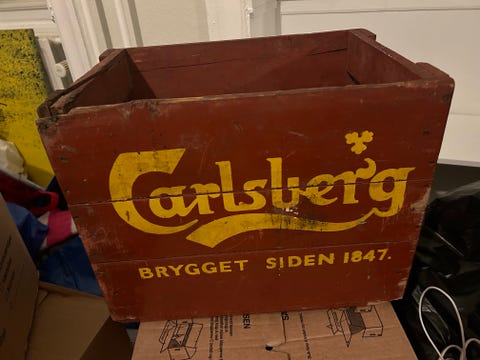 Carlsberg
BRYGGET SIDEN 1847.